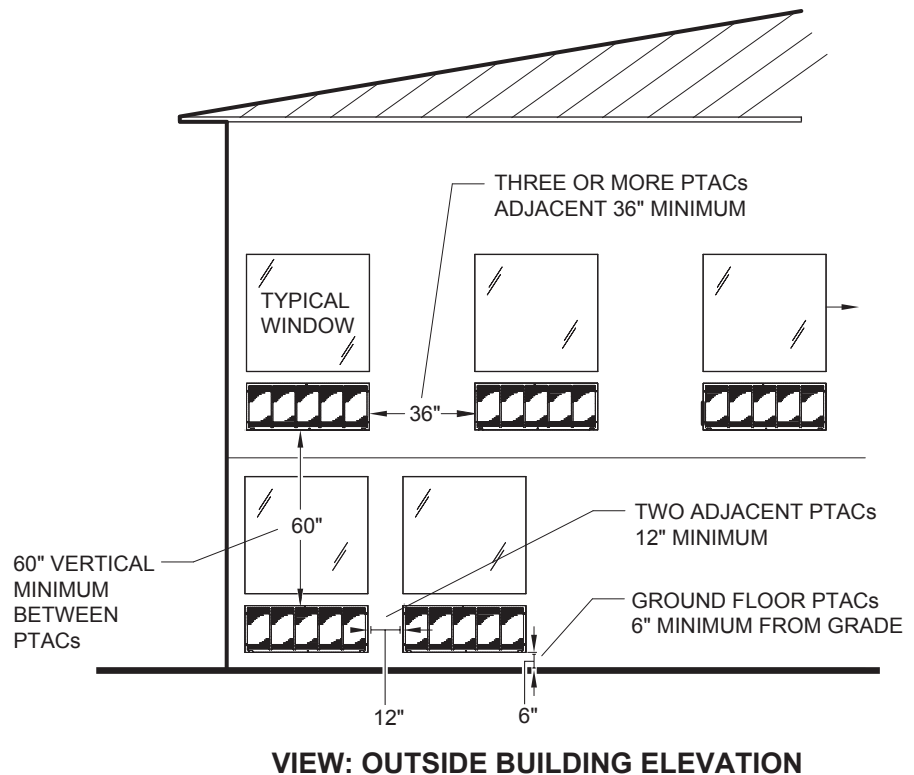 THREE OR MORE PTACs
ADJACENT 36" MINIMUM
TYPICAL
WINDOW
36"
60"
TWO ADJACENT PTACs
12" MINIMUM
60" VERTICAL
MINIMUM
BETWEEN
PTACs
GROUND FLOOR PTACs
6" MINIMUM FROM GRADE
12"
6"
VIEW: OUTSIDE BUILDING ELEVATION